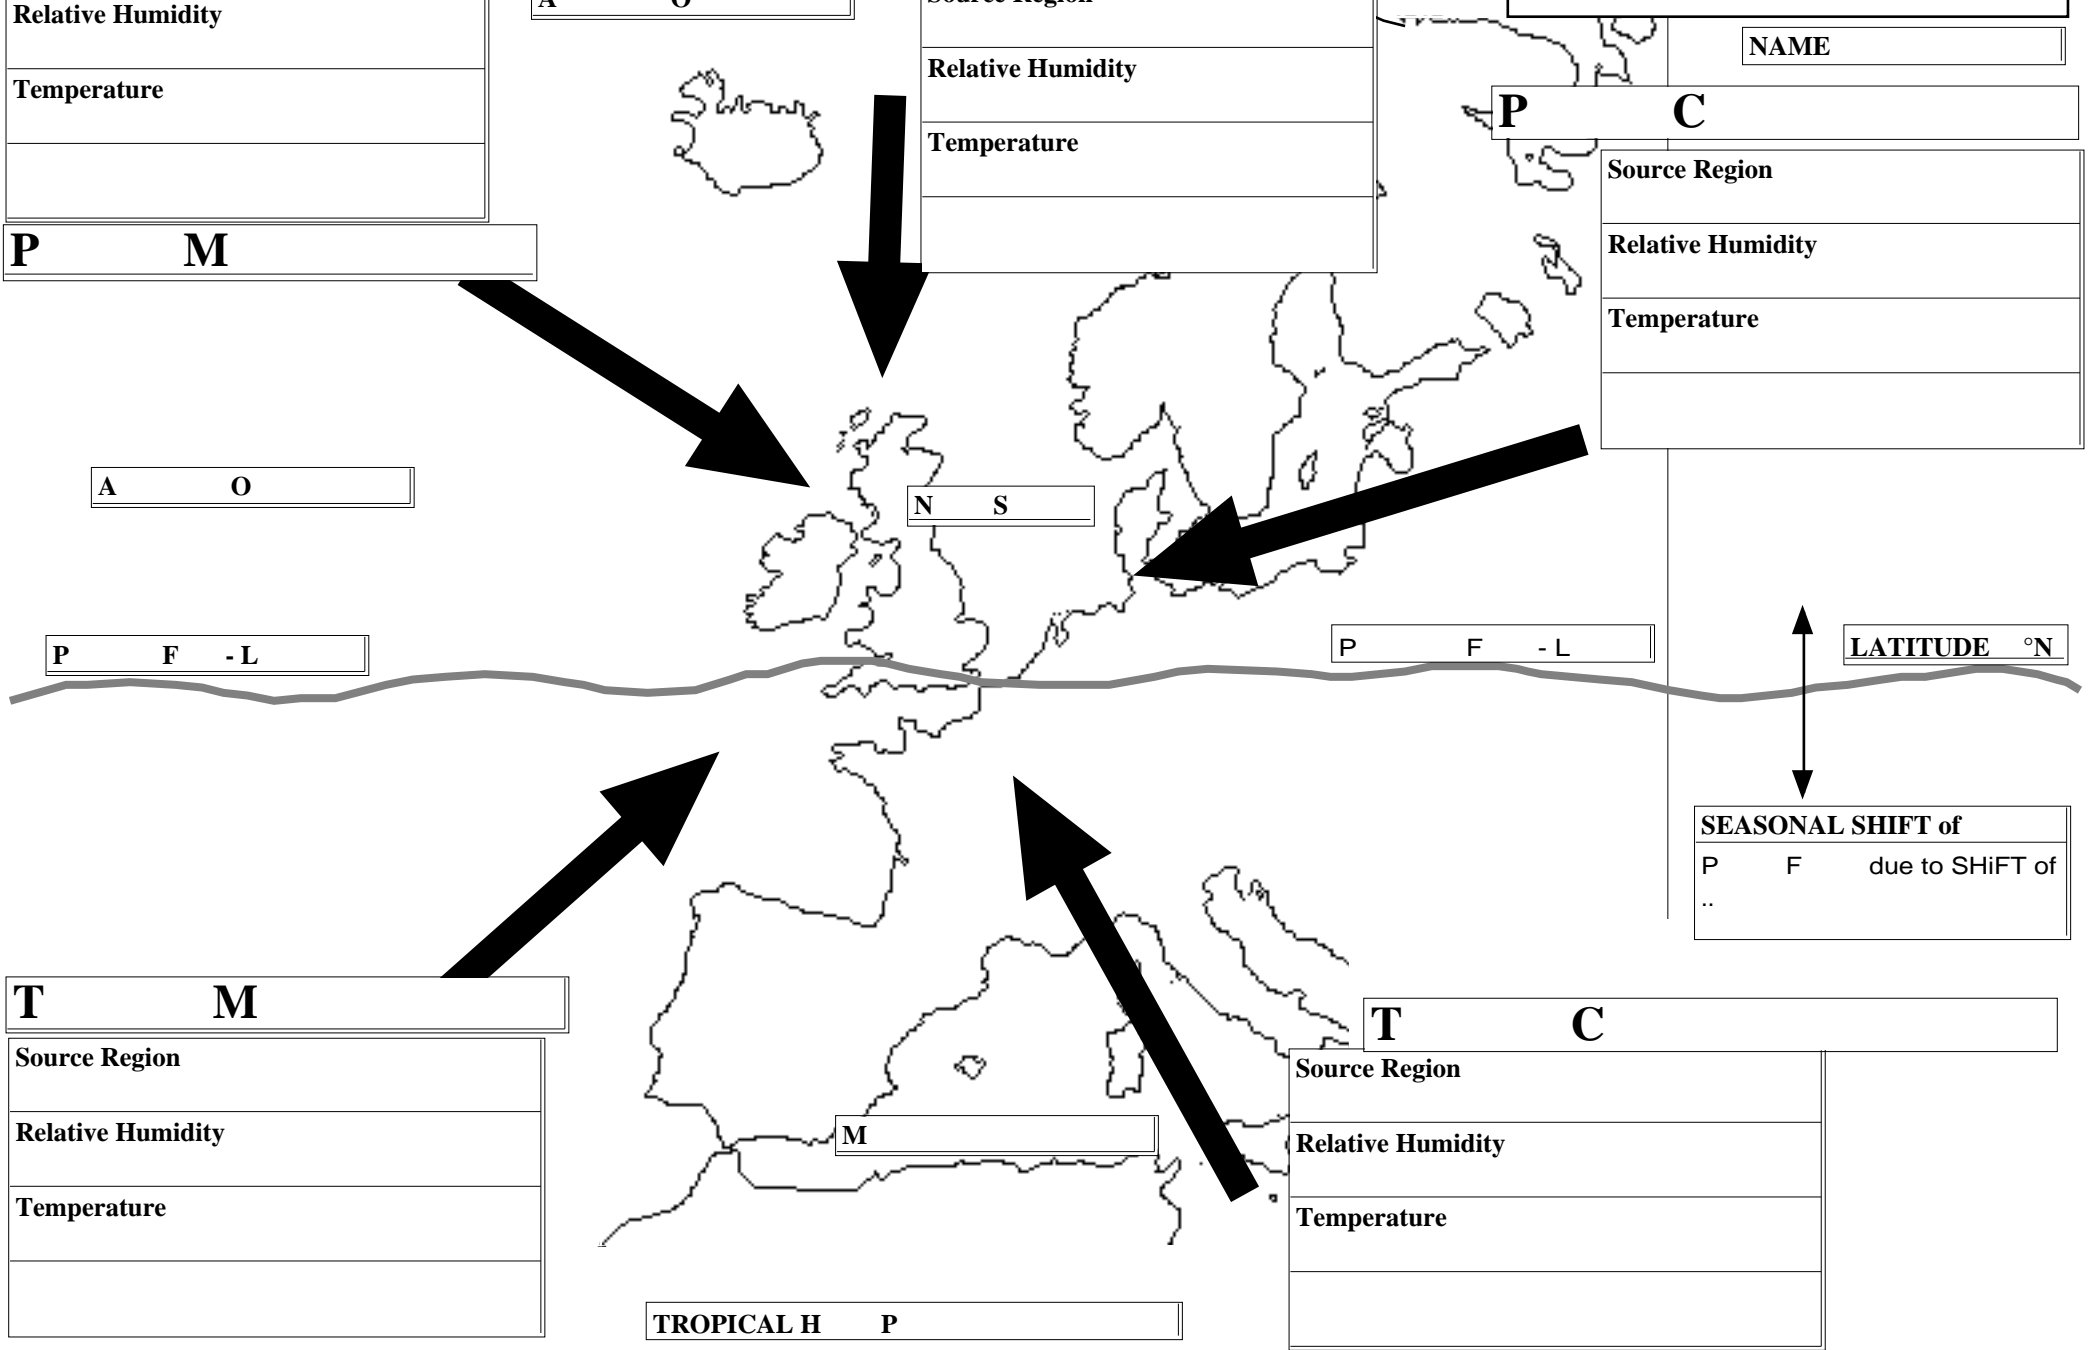 Relative Humidity
Temperature
A O
Source Region
Relative Humidity
Temperature
NAME
P C
Source Region
Relative Humidity
Temperature
P M
A O
N S
P F - L
P F - L
LATITUDE °N
SEASONAL SHIFT of
P F due to SHiFT of
..
T M
Source Region
Relative Humidity
Temperature
M
T C
Source Region
Relative Humidity
Temperature
TROPICAL H P